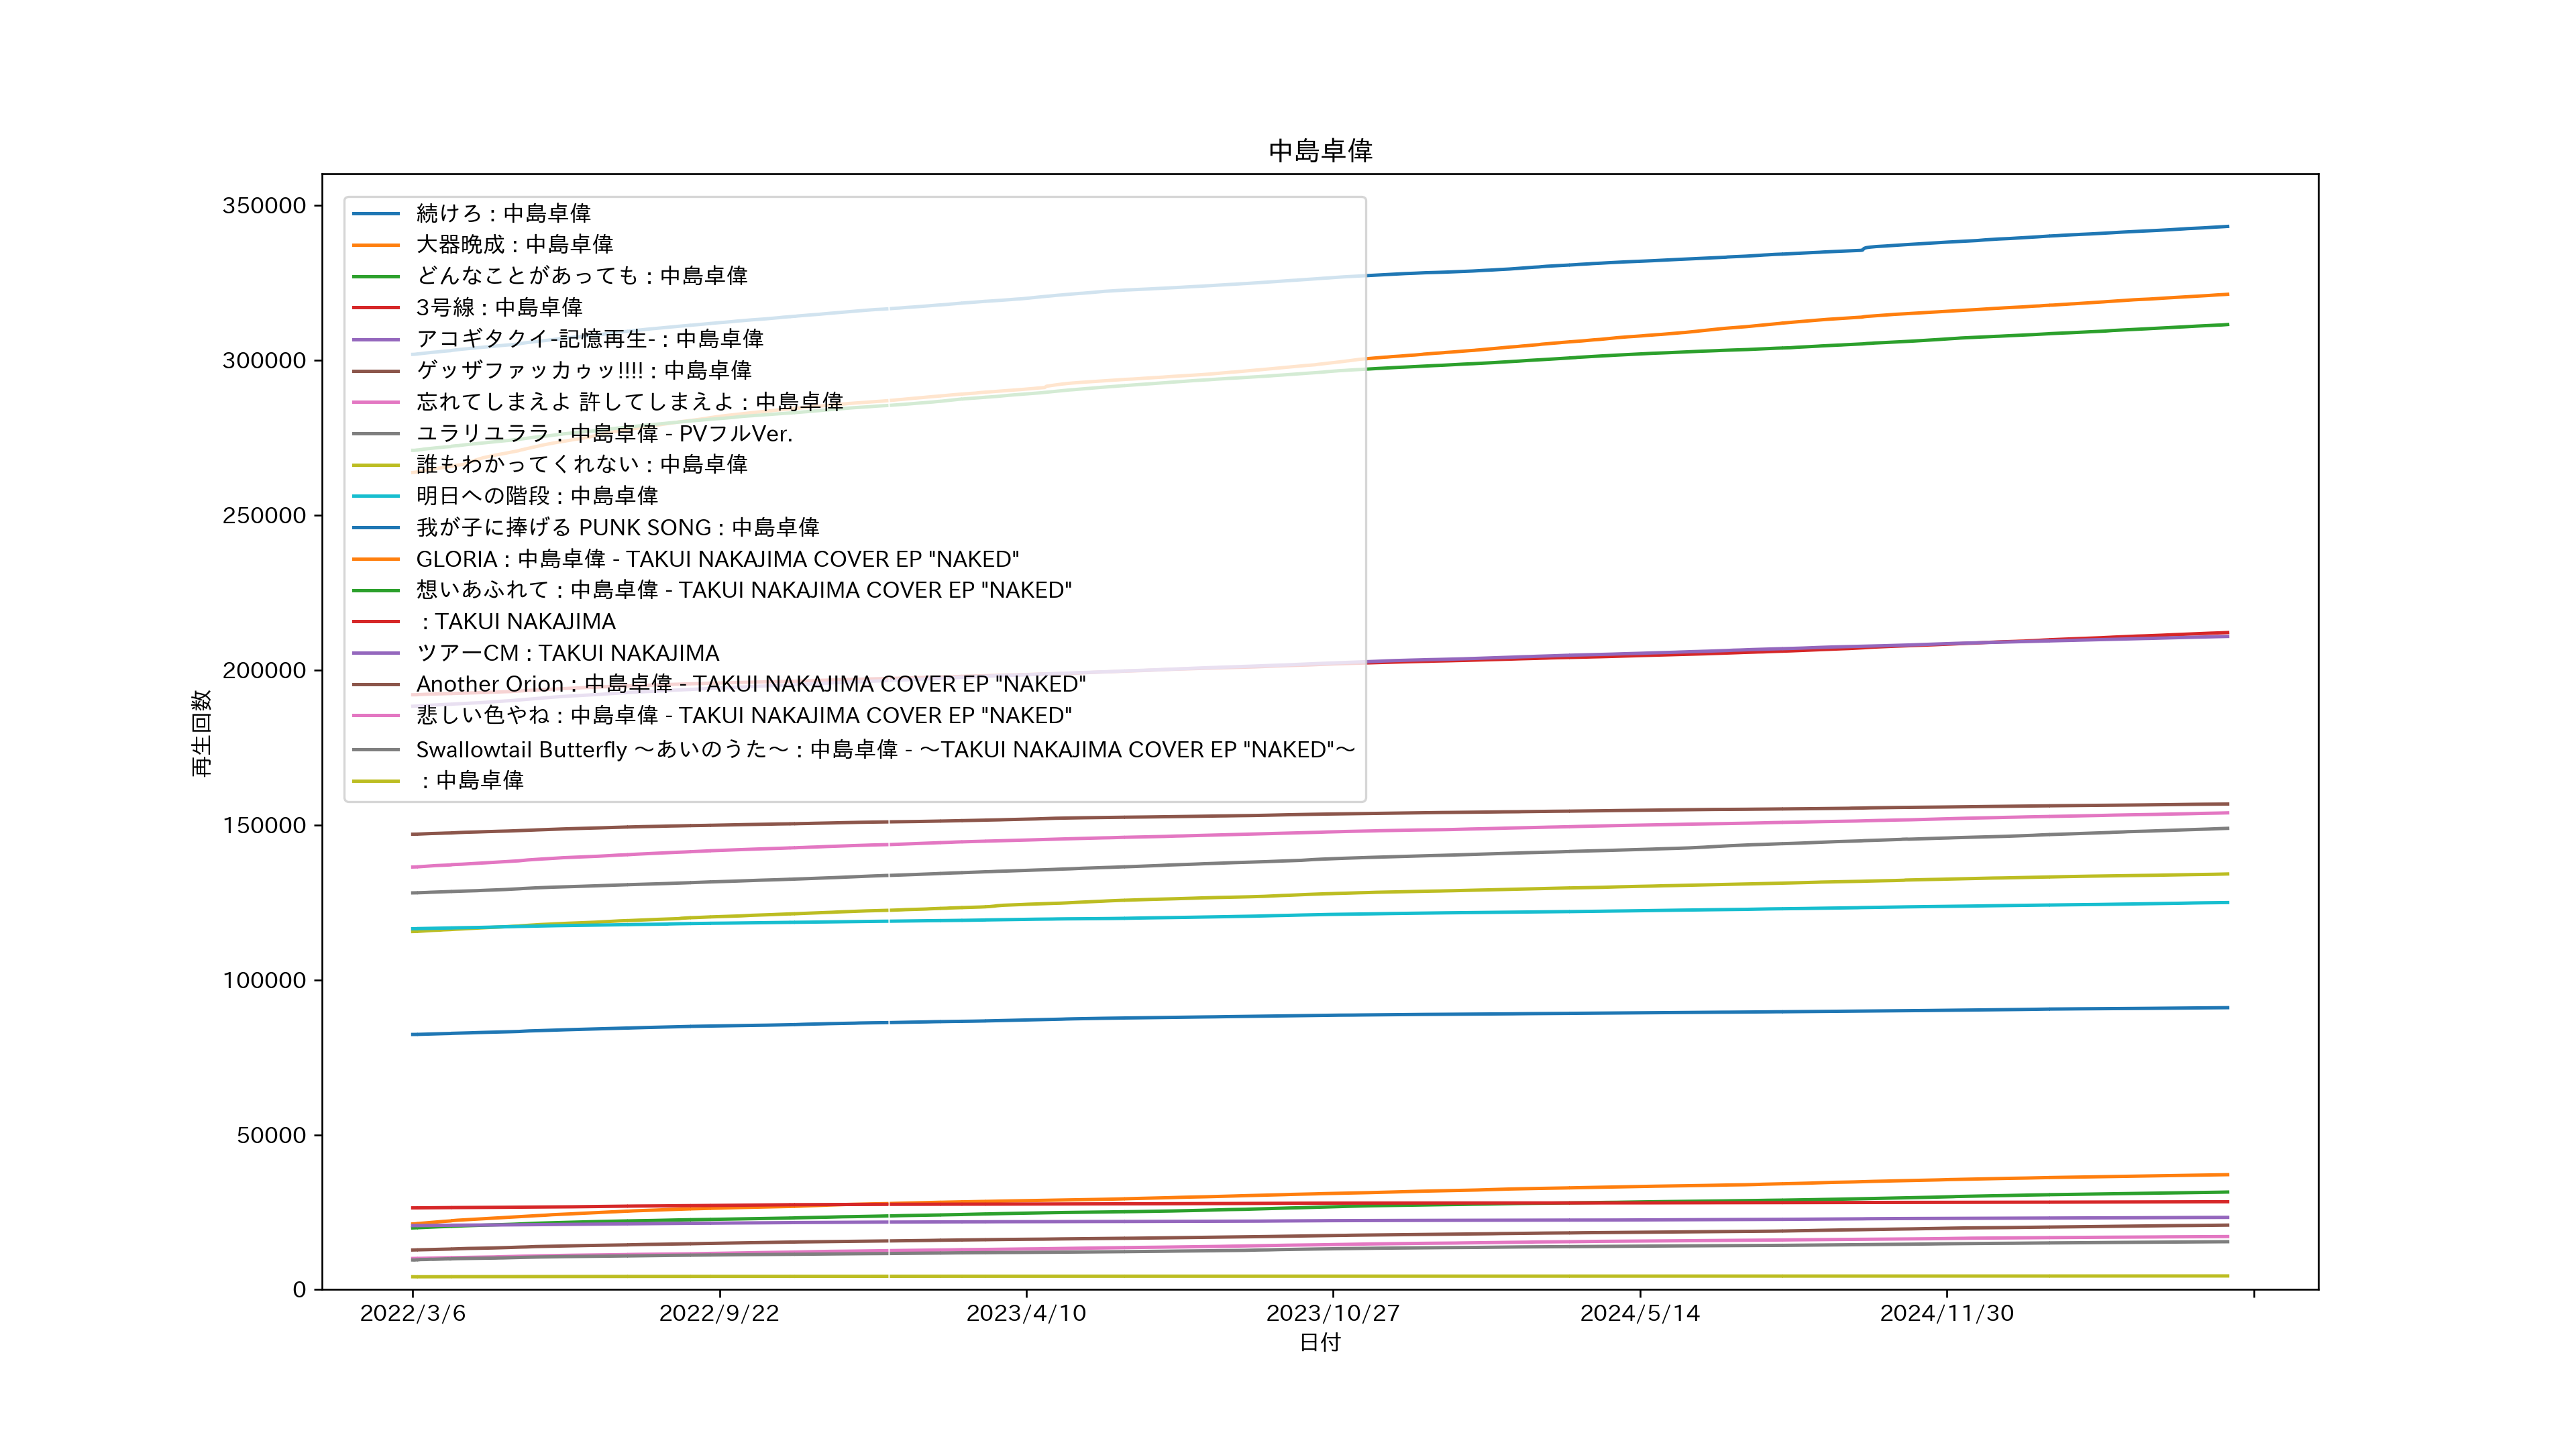 中島卓偉
350000
300000
250000
200000
150000
100000
50000
0
再生回数
続けろ : 中島卓偉
大器晩成 : 中島卓偉
どんなことがあっても : 中島卓偉
3号線 : 中島卓偉
アコギタクイ-記憶再生- : 中島卓偉
ゲッザファッカゥッ!!!! : 中島卓偉
忘れてしまえよ 許してしまえよ : 中島卓偉
ユラリユララ : 中島卓偉 - PVフルVer.
誰もわかってくれない : 中島卓偉
明日への階段 : 中島卓偉
我が子に捧げる PUNK SONG : 中島卓偉
GLORIA : 中島卓偉 - TAKUI NAKAJIMA COVER EP "NAKED"
想いあふれて : 中島卓偉 - TAKUI NAKAJIMA COVER EP "NAKED"
: TAKUI NAKAJIMA
ツアーCM : TAKUI NAKAJIMA
Another Orion : 中島卓偉 - TAKUI NAKAJIMA COVER EP "NAKED"
悲しい色やね : 中島卓偉 - TAKUI NAKAJIMA COVER EP "NAKED"
Swallowtail Butterfly 〜あいのうた〜 : 中島卓偉 - 〜TAKUI NAKAJIMA COVER EP "NAKED"〜
: 中島卓偉
2022/3/6 2022/9/22 2023/4/10 2023/10/27 2024/5/14 2024/11/30
日付